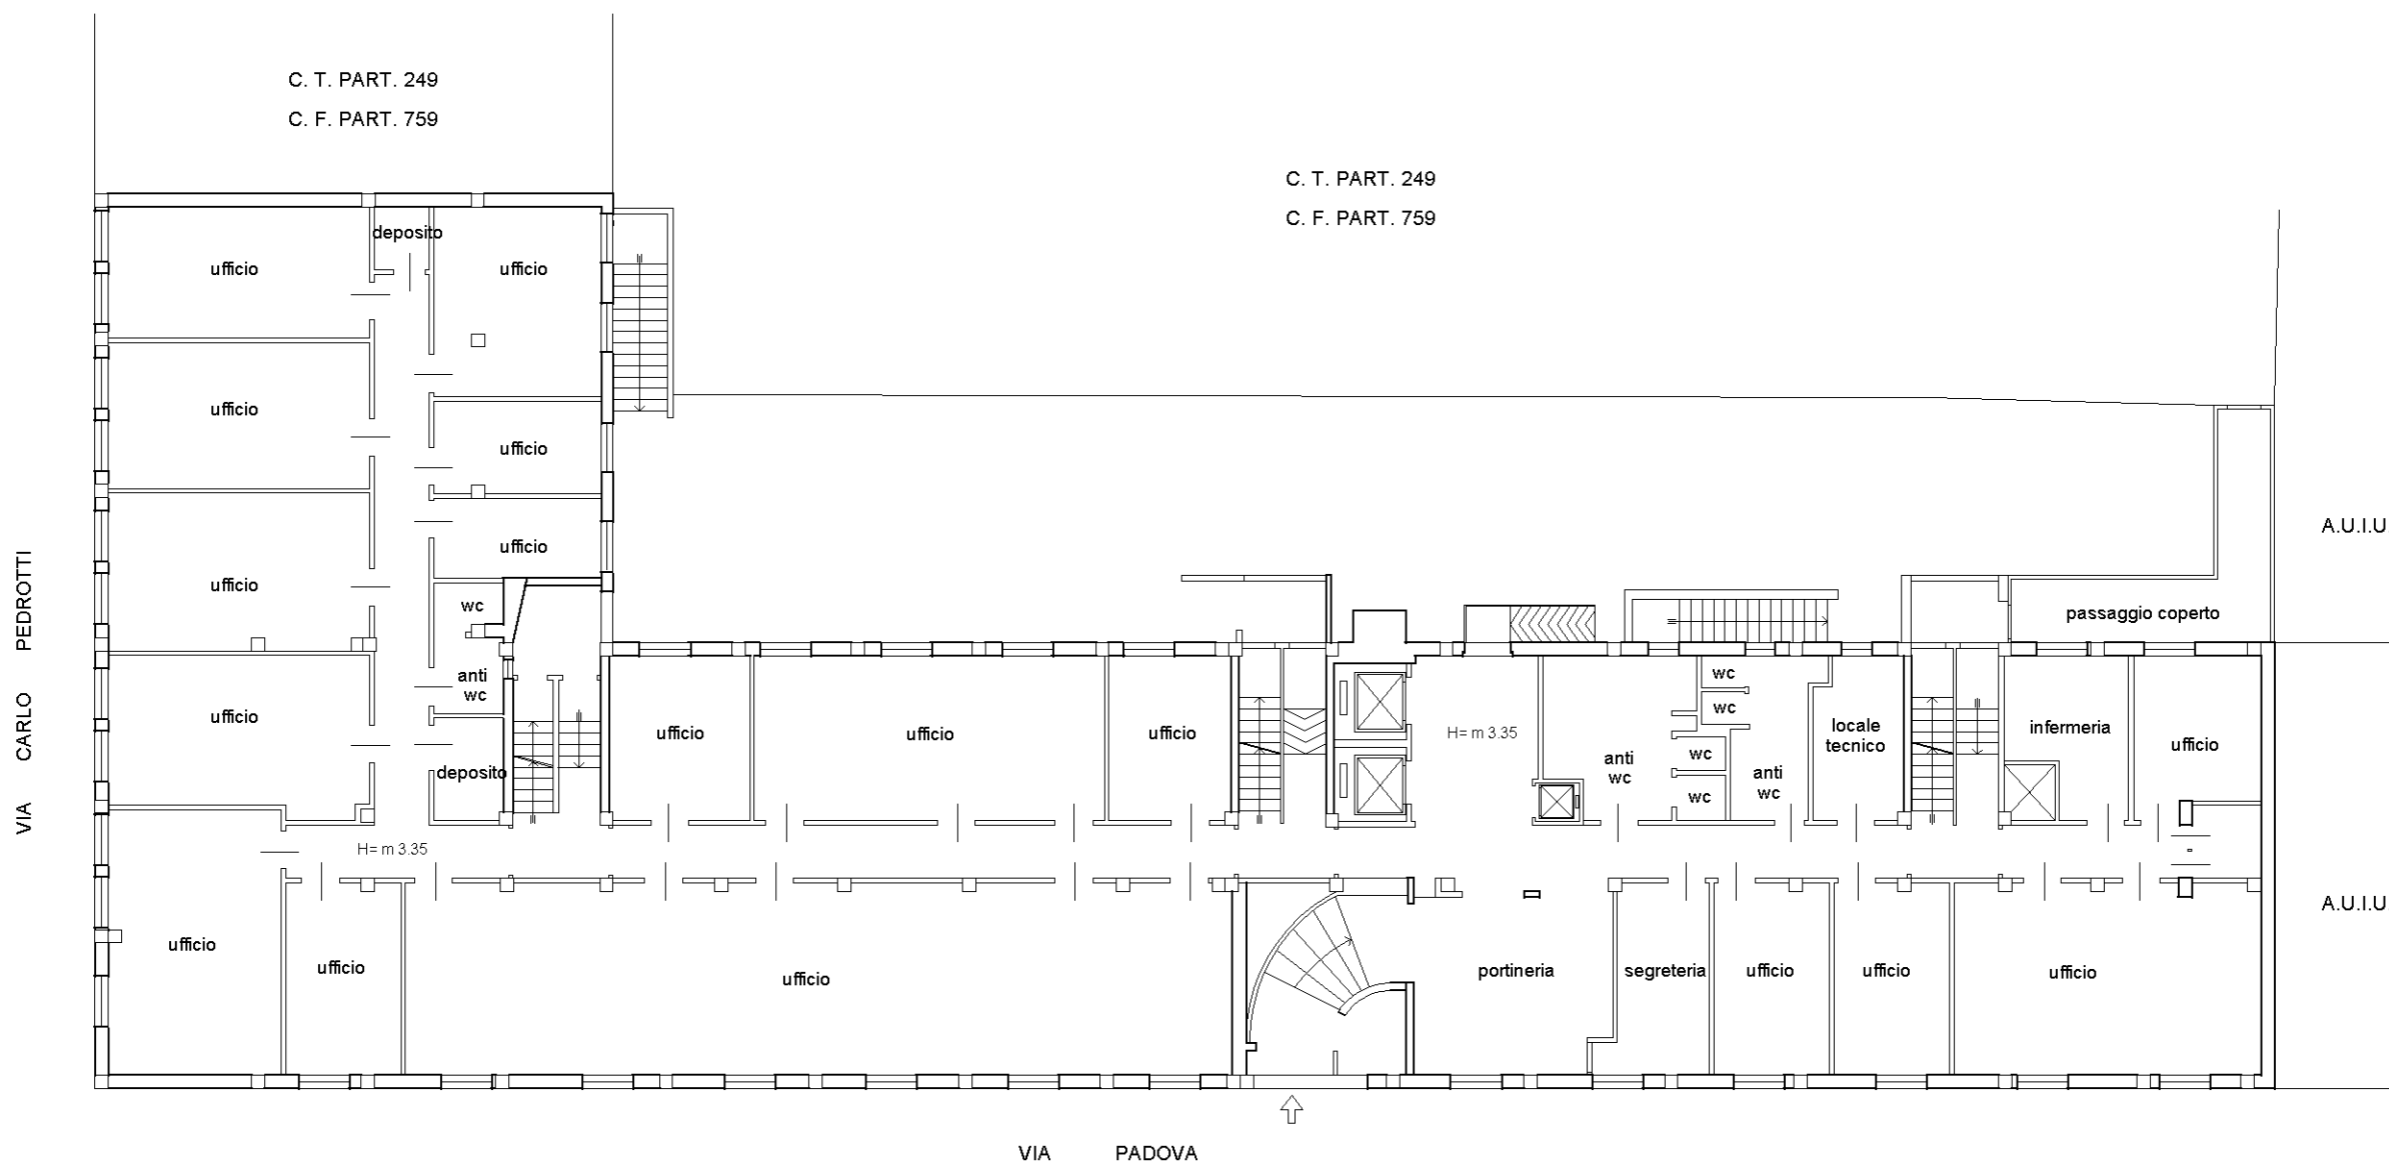 C. T. PART. 249
C. F. PART. 759
C. T. PART. 249
C. F. PART. 759
deposito
ufficio
ufficio
ufficio
ufficio
A.U.I.U
ufficio
ufficio
wc
passaggio coperto
VIA CARLO PEDROTTI
anti
wc
wc
wc
ufficio
ufficio
ufficio
ufficio
H= m 3.35
locale
tecnico
infermeria
ufficio
deposito
anti
wc
wc
anti
wc
wc
H= m 3.35
A.U.I.U
ufficio
ufficio
ufficio
portineria
segreteria
ufficio
ufficio
ufficio
VIA PADOVA